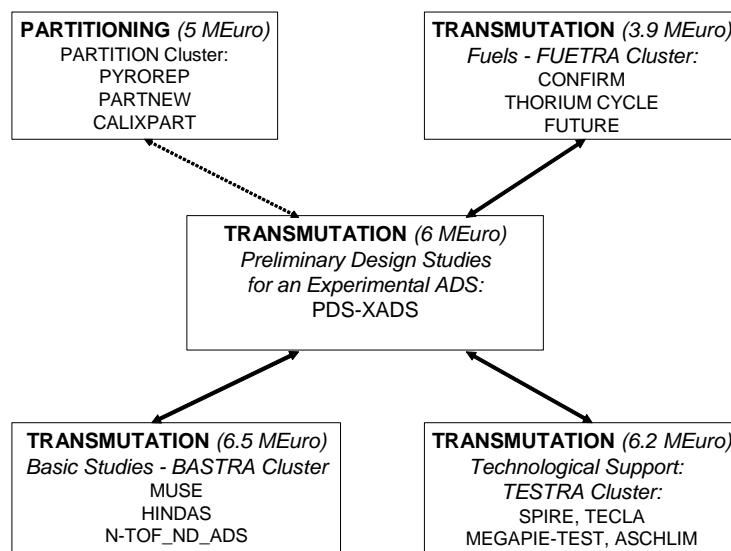 PARTITIONING (5 MEuro)
PARTITION Cluster:
PYROREP
PARTNEW
CALIXPART
TRANSMUTATION (3.9 MEuro)
Fuels - FUETRA Cluster:
CONFIRM
THORIUM CYCLE
FUTURE
TRANSMUTATION (6 MEuro)
Preliminary Design Studies
for an Experimental ADS:
PDS-XADS
TRANSMUTATION (6.5 MEuro)
Basic Studies - BASTRA Cluster
MUSE
HINDAS
N-TOF_ND_ADS
TRANSMUTATION (6.2 MEuro)
Technological Support:
TESTRA Cluster:
SPIRE, TECLA
MEGAPIE-TEST, ASCHLIM